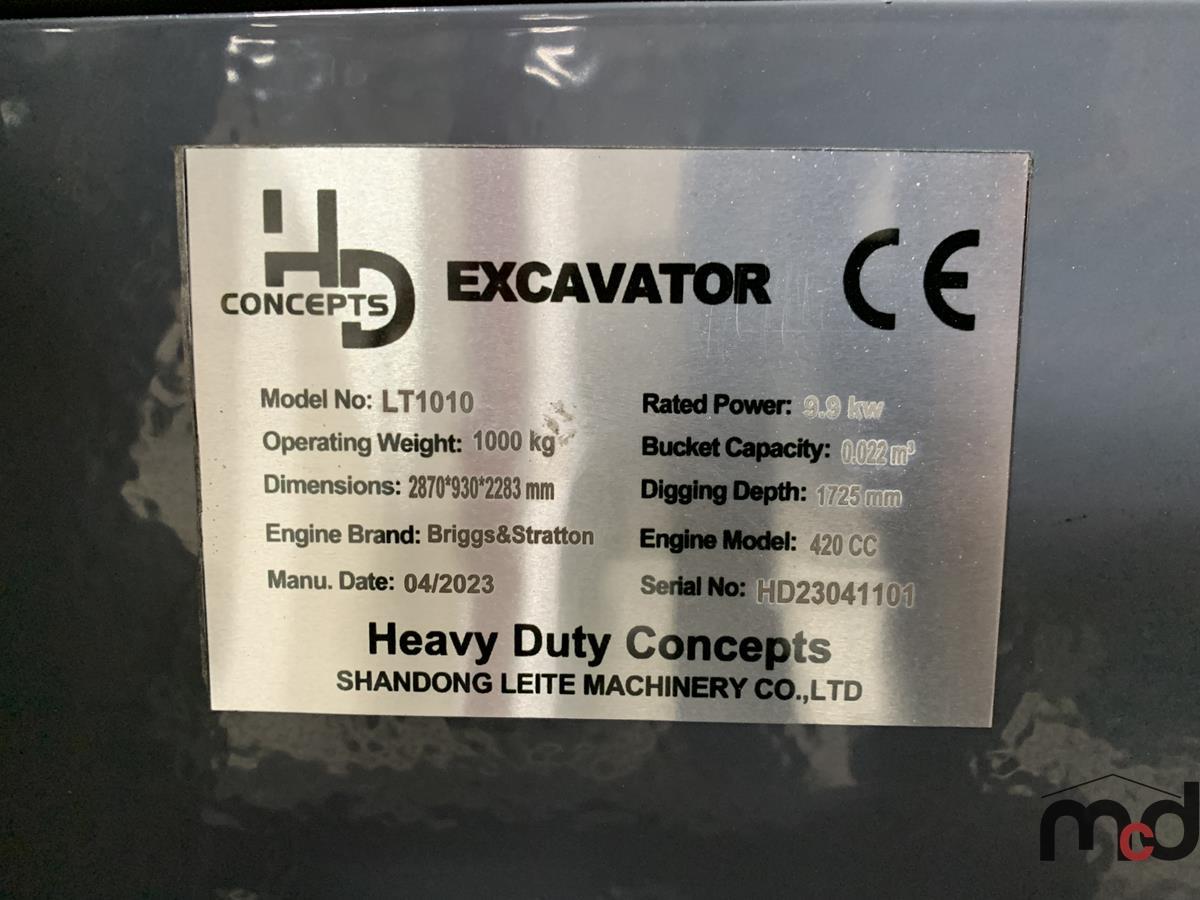 HD
CONCEPTS
EXCAVATOR
CE
Model No: LT1010
Rated Power: 9.9 kw
Operating Weight: 1000 kg
Bucket Capacity: 0.022 m³
Dimensions: 2870*930*2283 mm
Digging Depth: 1725 mm
Engine Brand: Briggs&Stratton
Engine Model: 420 CC
Manu. Date: 04/2023
Serial No: HD23041101
Heavy Duty Concepts
SHANDONG LEITE MACHINERY CO.,LTD
mcd